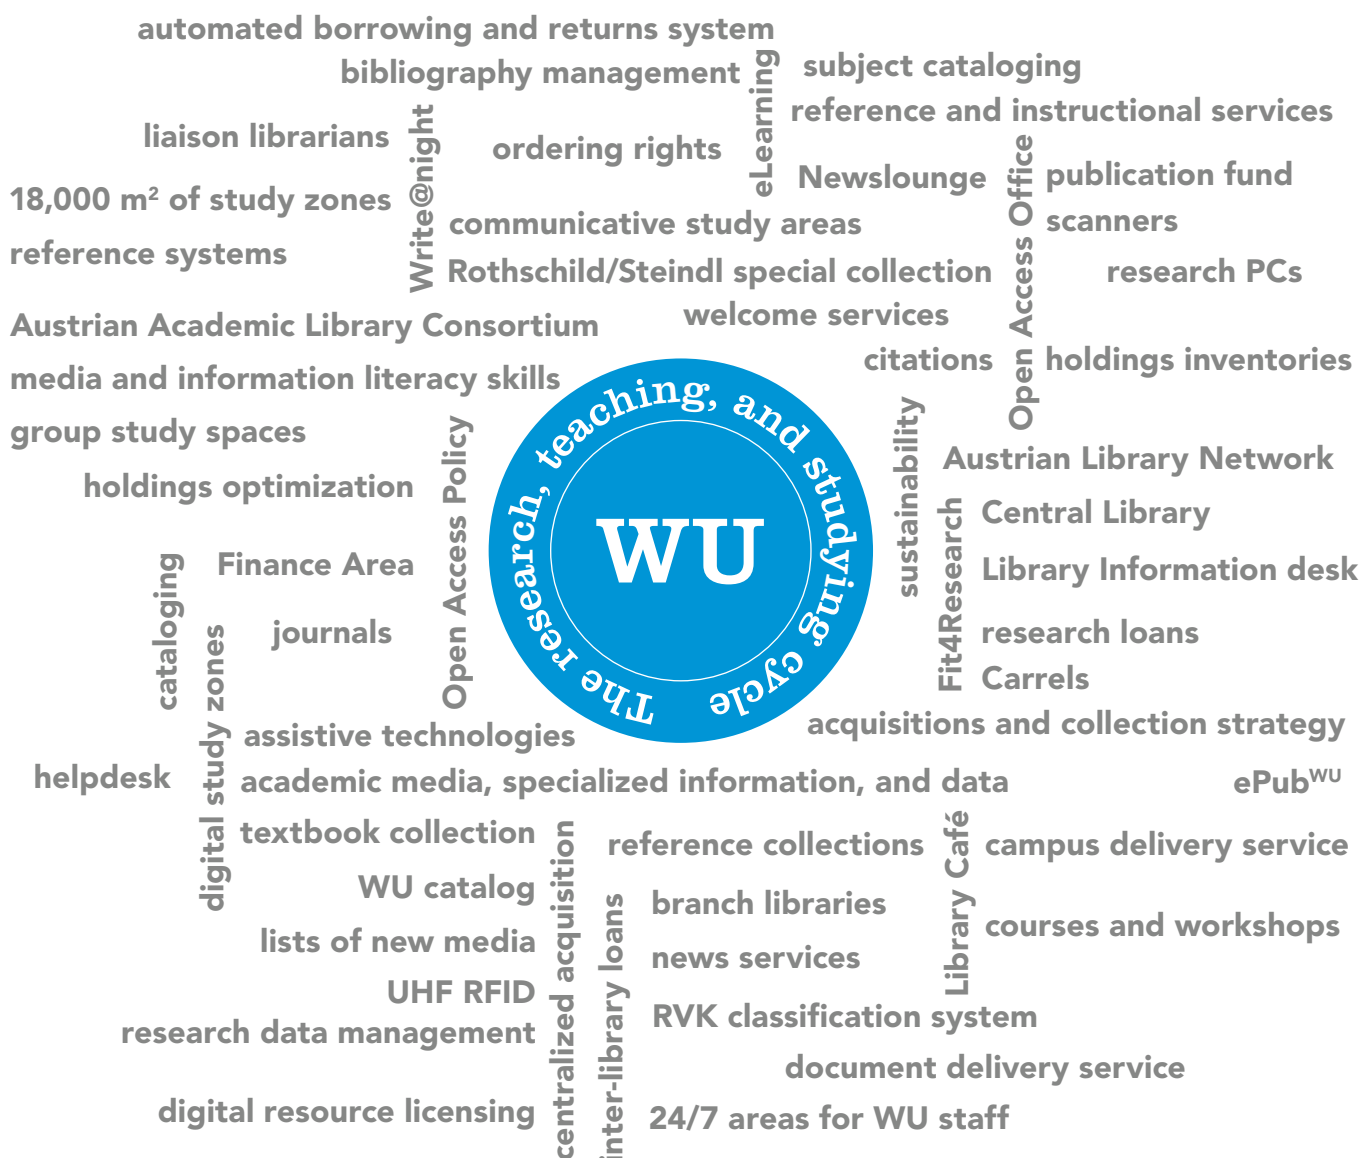 automated borrowing and returns system
bibliography management
eLearning
subject cataloging
reference and instructional services
liaison librarians
Write@night
ordering rights
Newslounge
Open Access Office
publication fund
18,000 m² of study zones
communicative study areas
scanners
reference systems
Rothschild/Steindl special collection
research PCs
Austrian Academic Library Consortium
welcome services
citations
holdings inventories
media and information literacy skills
group study spaces
Open Access Policy
The research, teaching, and studying cycle
WU
sustainability
Austrian Library Network
holdings optimization
Fit4Research
Central Library
cataloging
Finance Area
Library Information desk
journals
research loans
Carrels
digital study zones
assistive technologies
acquisitions and collection strategy
helpdesk
academic media, specialized information, and data
ePubWU
textbook collection
centralized acquisition
reference collections
Library Café
campus delivery service
WU catalog
inter-library loans
branch libraries
courses and workshops
lists of new media
news services
UHF RFID
RVK classification system
research data management
document delivery service
digital resource licensing
24/7 areas for WU staff